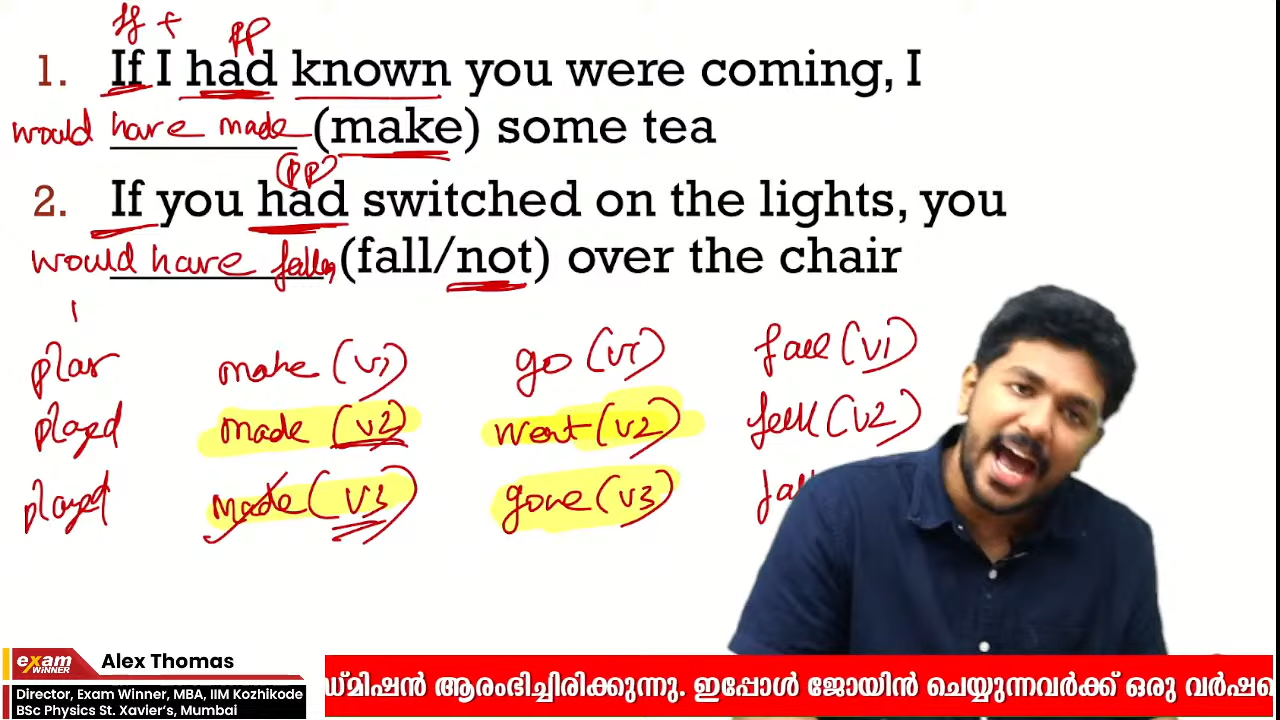 If + pp
1. If I had known you were coming, I
would have made (make) some tea
(pp)
2. If you had switched on the lights, you
would have fallen (fall/not) over the chair
play make (v1) go (v1) fall (v1)
played made (v2) went (v2) fell (v2)
played made (v3) gone (v3)
exam WINNER Alex Thomas
Director, Exam Winner, MBA, IIM Kozhikode
BSc Physics St. Xavier's, Mumbai
ഡ്മിഷൻ ആരംഭിച്ചിരിക്കുന്നു. ഇപ്പോൾ ജോയിൻ ചെയ്യുന്നവർക്ക് ഒരു